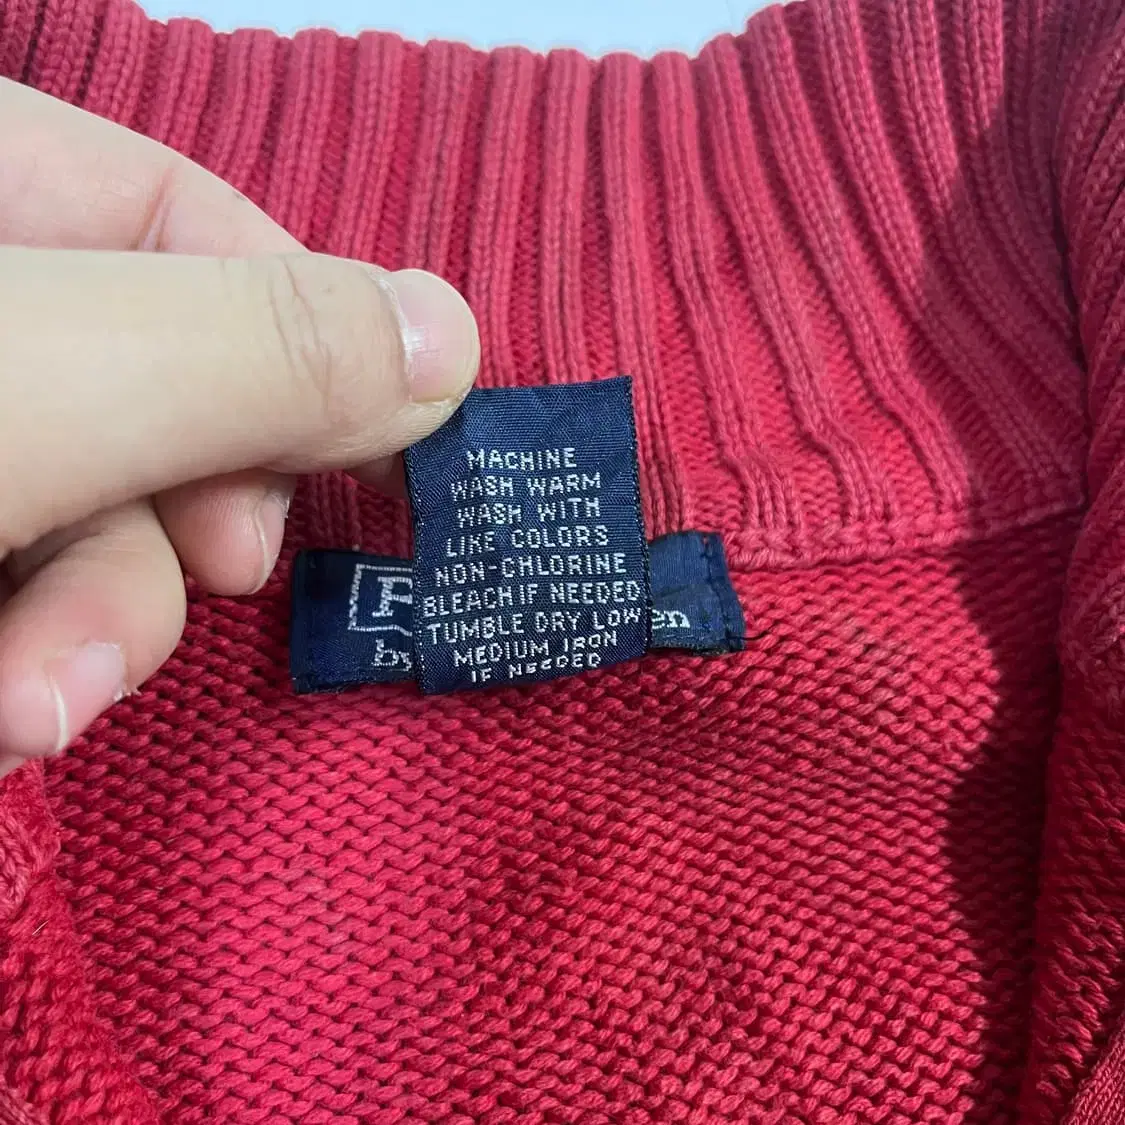 MACHINE
WASH WARM
WASH WITH
LIKE COLORS
NON-CHLORINE
BLEACH IF NEEDED
TUMBLE DRY LOW
MEDIUM IRON
IF NEEDED